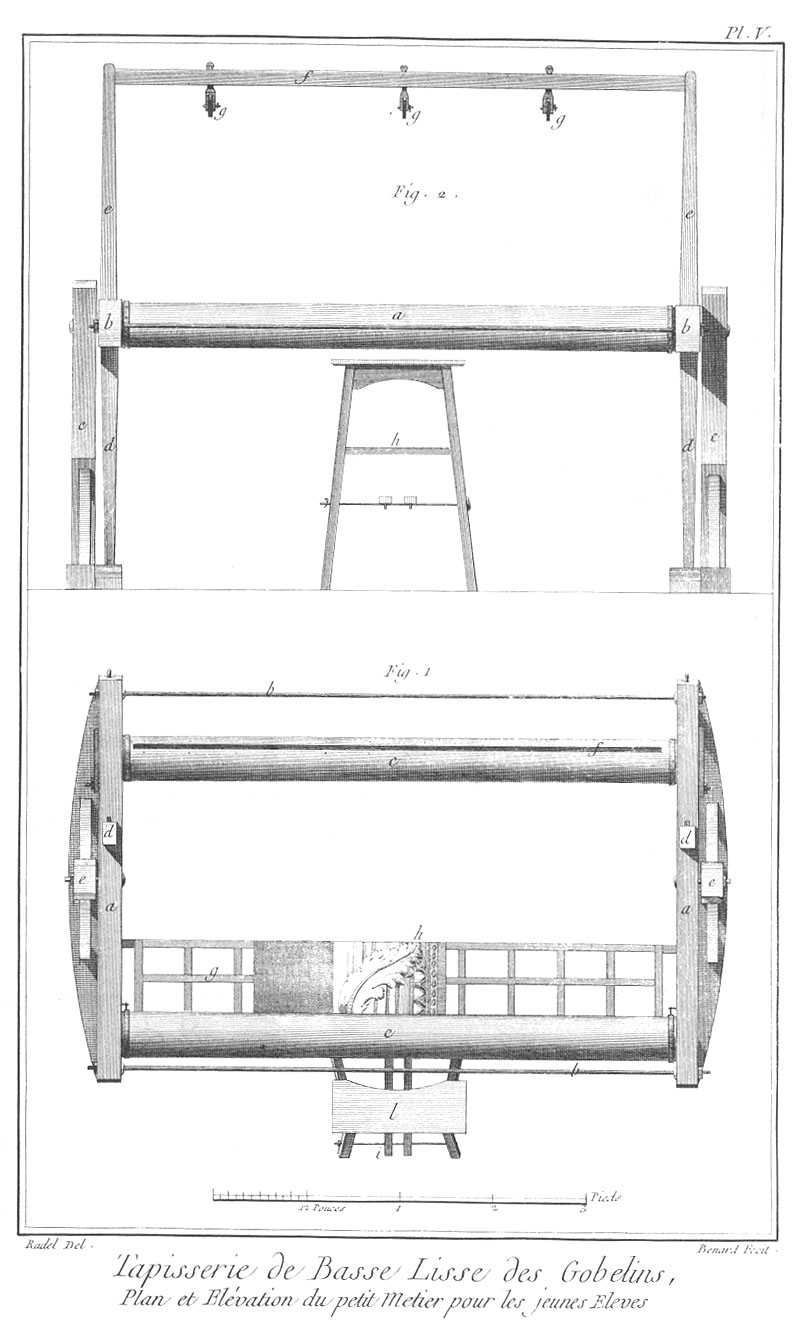 Pl. V.
f
g g g
Fig. 2.
e e
b a b
c h c
d d
Fig. 1
b
f
c
d d
e e
a a
h
g
c
b
l
i
12 Pouces 1 2 3 Pieds
Radel Del. Benard Fecit.
Tapisserie de Basse Lisse des Gobelins,
Plan et Elévation du petit Metier pour les jeunes Eleves